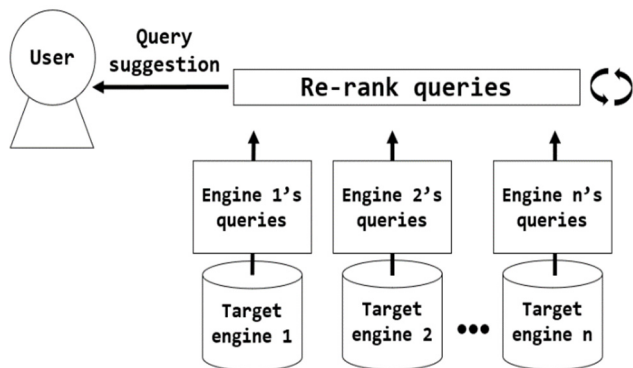 User
Query
suggestion
Re-rank queries
Engine 1's
queries
Engine 2's
queries
Engine n's
queries
Target
engine 1
Target
engine 2
•••
Target
engine n